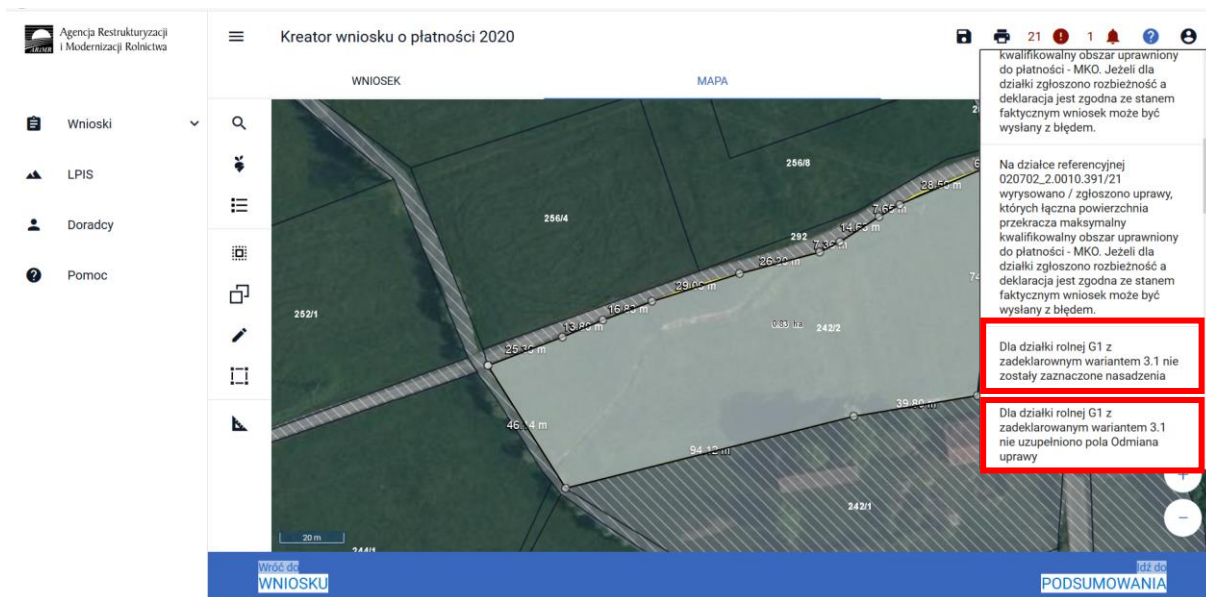 Agencja Restrukturyzacji
i Modernizacji Rolnictwa
ARiMR
Kreator wniosku o płatności 2020
21
1
WNIOSEK
MAPA
Wnioski
LPIS
Doradcy
Pomoc
256/8
256/4
292
252/1
242/2
242/1
244/1
0.83 ha
28.50 m
7.65 m
14.63 m
26.20 m
29.00 m
16.83 m
13.80 m
25.30 m
94.12 m
39.80 m
20 m
kwalifikowalny obszar uprawniony
do płatności - MKO. Jeżeli dla
działki zgłoszono rozbieżność a
deklaracja jest zgodna ze stanem
faktycznym wniosek może być
wysłany z błędem.
Na działce referencyjnej
020702_2.0010.391/21
wyrysowano / zgłoszono uprawy,
których łączna powierzchnia
przekracza maksymalny
kwalifikowalny obszar uprawniony
do płatności - MKO. Jeżeli dla
działki zgłoszono rozbieżność a
deklaracja jest zgodna ze stanem
faktycznym wniosek może być
wysłany z błędem.
Dla działki rolnej G1 z
zadeklarownym wariantem 3.1 nie
zostały zaznaczone nasadzenia
Dla działki rolnej G1 z
zadeklarowanym wariantem 3.1
nie uzupełniono pola Odmiana
uprawy
Wróć do
WNIOSKU
Idź do
PODSUMOWANIA